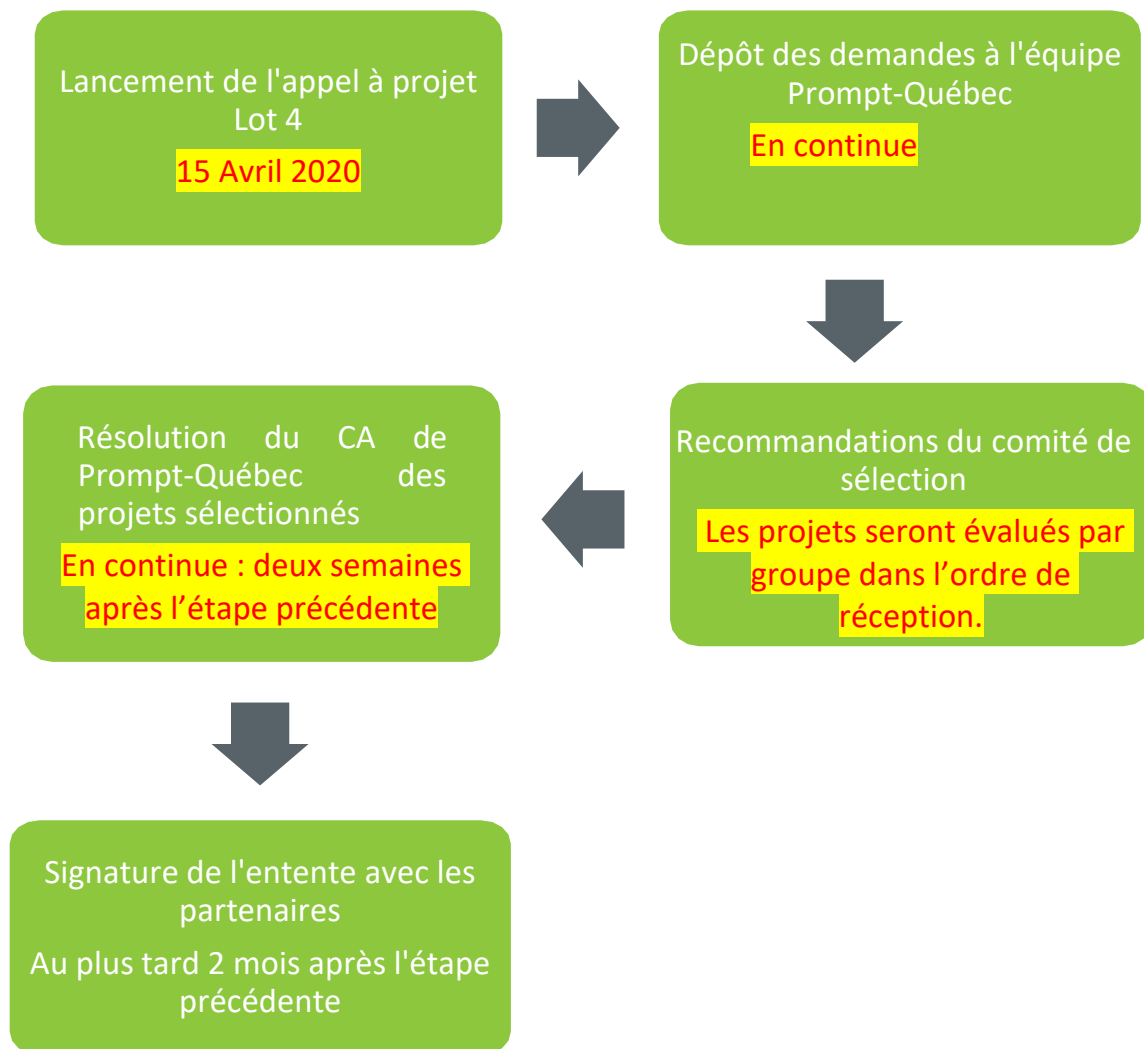 Lancement de l'appel à projet
Lot 4
15 Avril 2020
Dépôt des demandes à l'équipe
Prompt-Québec
En continue
Recommandations du comité de
sélection
Les projets seront évalués par
groupe dans l’ordre de
réception.
Résolution du CA de
Prompt-Québec des
projets sélectionnés
En continue : deux semaines
après l’étape précédente
Signature de l'entente avec les
partenaires
Au plus tard 2 mois après l'étape
précédente